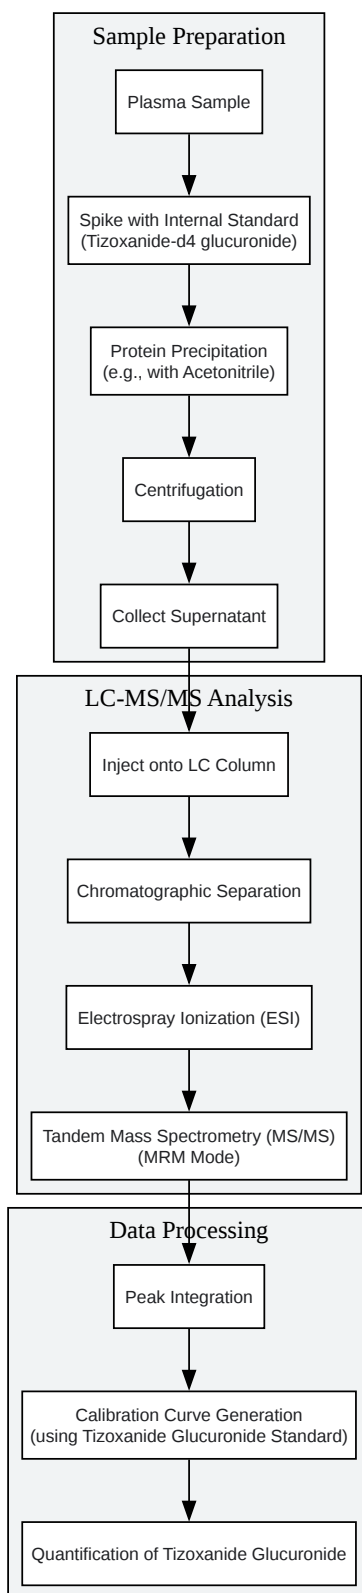 Sample Preparation
Plasma Sample
Spike with Internal Standard
(Tizoxanide-d4 glucuronide)
Protein Precipitation
(e.g., with Acetonitrile)
Centrifugation
Collect Supernatant
LC-MS/MS Analysis
Inject onto LC Column
Chromatographic Separation
Electrospray Ionization (ESI)
Tandem Mass Spectrometry (MS/MS)
(MRM Mode)
Data Processing
Peak Integration
Calibration Curve Generation
(using Tizoxanide Glucuronide Standard)
Quantification of Tizoxanide Glucuronide